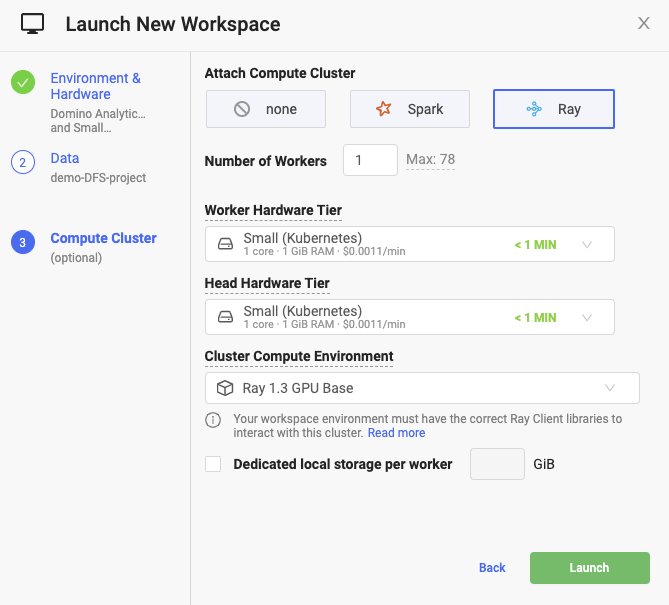 Launch New Workspace
X
Environment &
Hardware
Domino Analytic...
and Small...
2
Data
demo-DFS-project
3
Compute Cluster
(optional)
Attach Compute Cluster
none
Spark
Ray
Number of Workers
1
Max: 78
Worker Hardware Tier
Small (Kubernetes)
1 core · 1 GiB RAM · $0.0011/min
< 1 MIN
Head Hardware Tier
Small (Kubernetes)
1 core · 1 GiB RAM · $0.0011/min
< 1 MIN
Cluster Compute Environment
Ray 1.3 GPU Base
Your workspace environment must have the correct Ray Client libraries to
interact with this cluster. Read more
Dedicated local storage per worker
GiB
Back
Launch